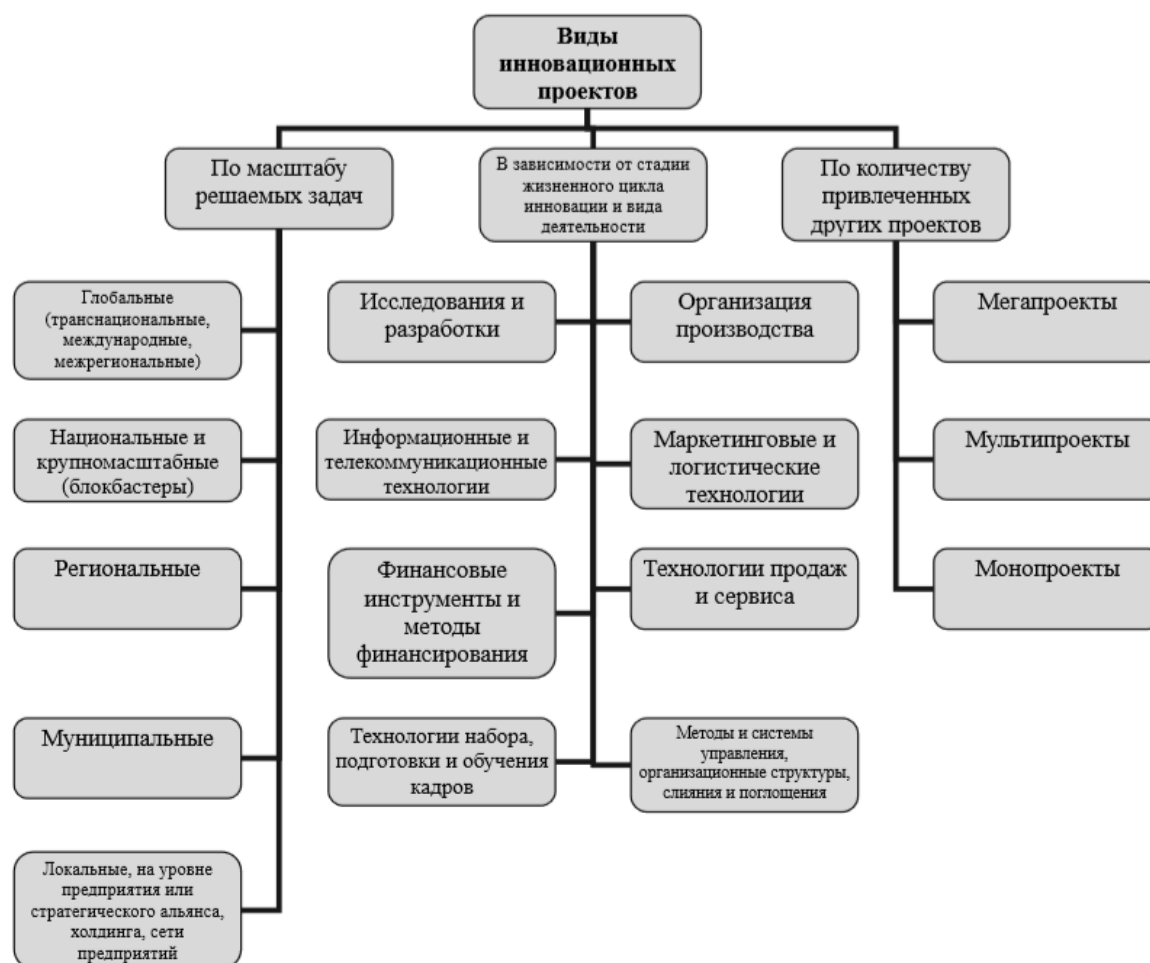 Виды
инновационных
проектов
По масштабу
решаемых задач
В зависимости от стадии
жизненного цикла
инновации и вида
деятельности
По количеству
привлеченных
других проектов
Глобальные
(транснациональные,
международные,
межрегиональные)
Национальные и
крупномасштабные
(блокбастеры)
Региональные
Муниципальные
Локальные, на уровне
предприятия или
стратегического альянса,
холдинга, сети
предприятий
Исследования и
разработки
Организация
производства
Информационные и
телекоммуникационные
технологии
Маркетинговые и
логистические
технологии
Финансовые
инструменты и
методы
финансирования
Технологии продаж
и сервиса
Технологии набора,
подготовки и обучения
кадров
Методы и системы
управления,
организационные структуры,
слияния и поглощения
Мегапроекты
Мультипроекты
Монопроекты